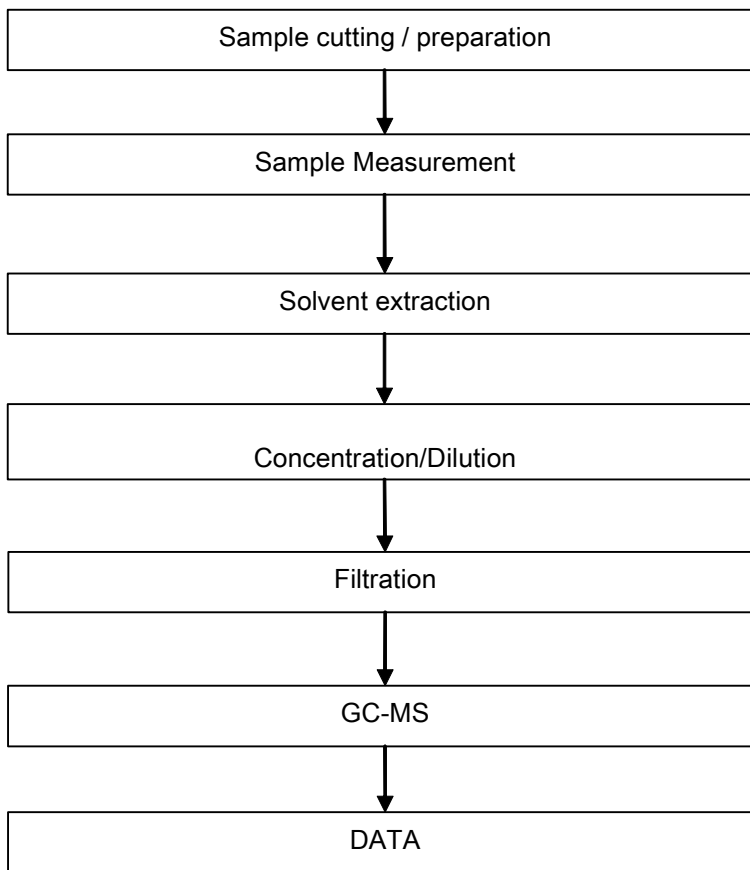 Sample cutting / preparation
Sample Measurement
Solvent extraction
Concentration/Dilution
Filtration
GC-MS
DATA